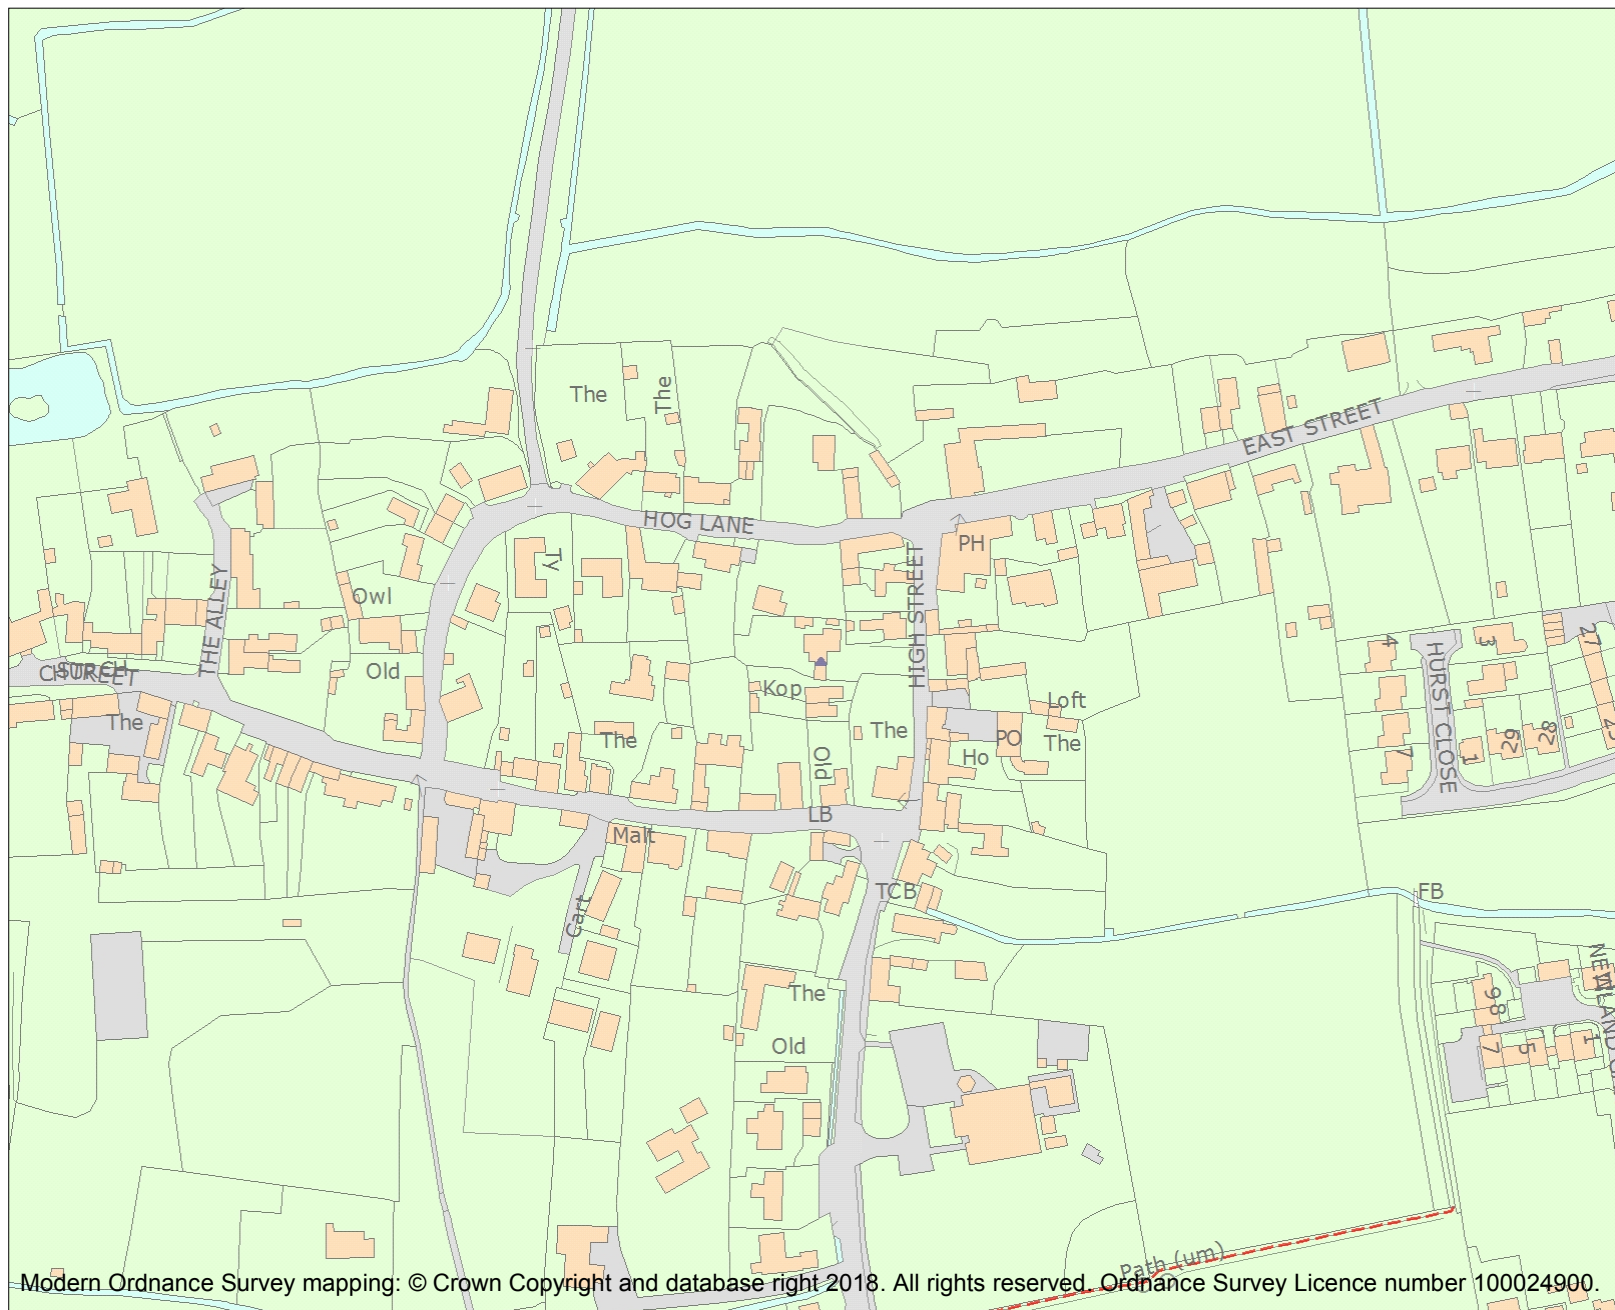 The
The
EAST STREET
HOG LANE
PH
Ty
Owl
THE ALLEY
HIGH STREET
CHURCH
STREET
Old
4
3
27
HURST CLOSE
Kop
Loft
The
The
Old
The
Ho
PO
The
7
1
29
28
LB
Malt
TCB
FB
Cart
The
Old
98
7
5
1
Path (um)
Modern Ordnance Survey mapping: © Crown Copyright and database right 2018. All rights reserved. Ordnance Survey Licence number 100024900.